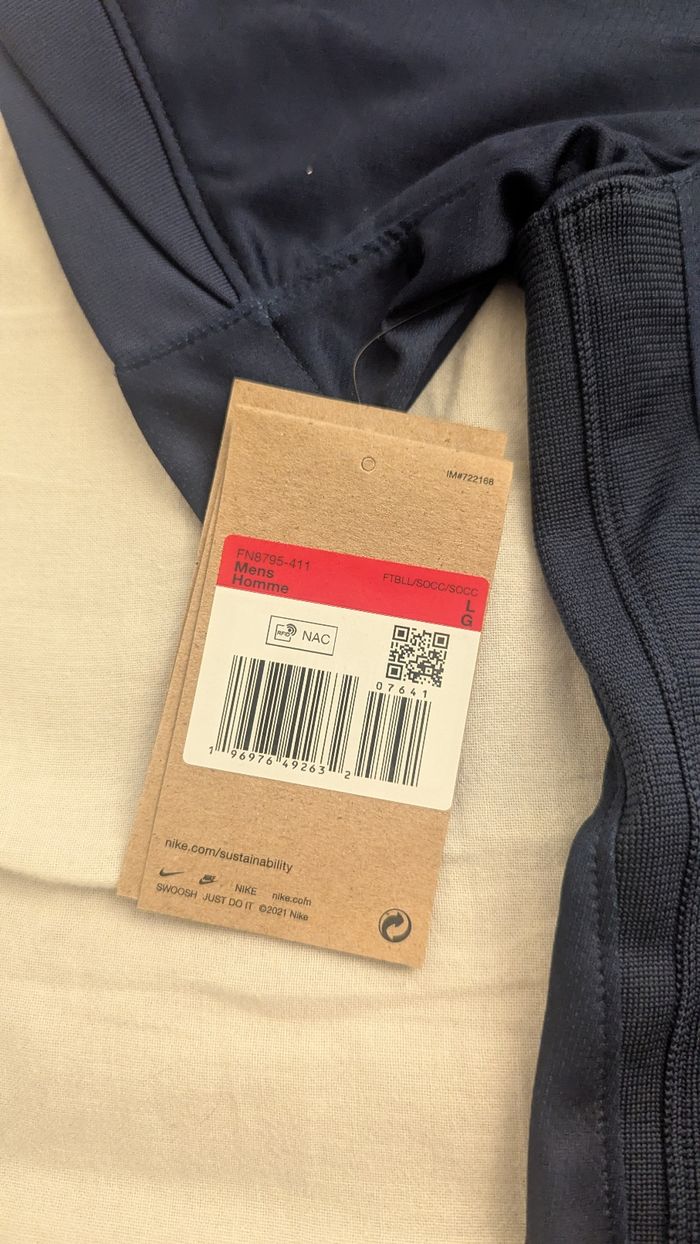 IM#722168
FN8795-411
Mens
Homme
FTBLL/SOCC/SOCC
L
G
RFID
NAC
07641
1 96976 49263 2
nike.com/sustainability
NIKE nike.com
SWOOSH JUST DO IT ©2021 Nike